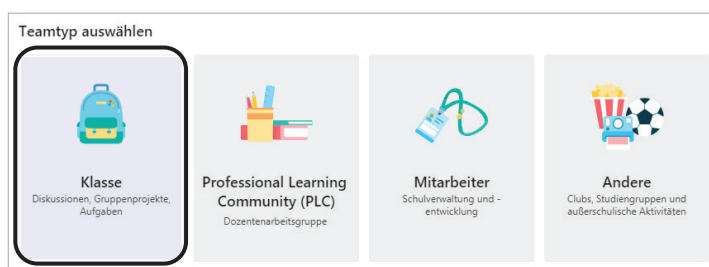 Teamtyp auswählen
Klasse
Diskussionen, Gruppenprojekte,
Aufgaben
Professional Learning
Community (PLC)
Dozentenarbeitsgruppe
Mitarbeiter
Schulverwaltung und -
entwicklung
Andere
Clubs, Studiengruppen und
außerschulische Aktivitäten